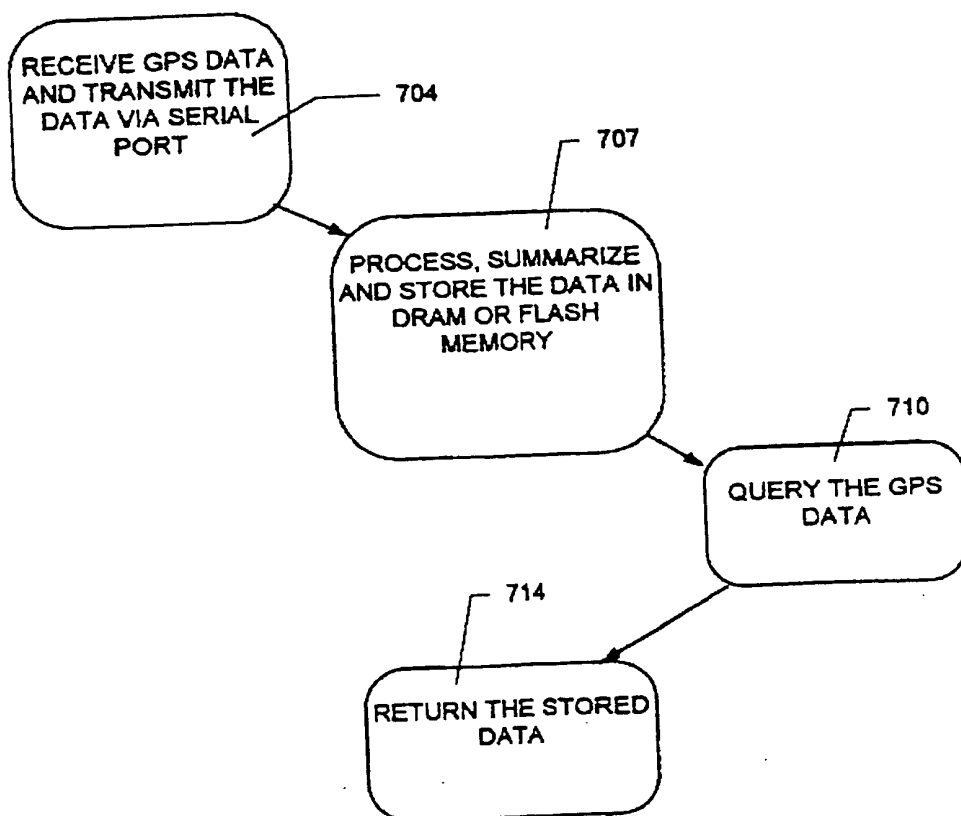 RECEIVE GPS DATA
AND TRANSMIT THE
DATA VIA SERIAL
PORT
704
707
PROCESS, SUMMARIZE
AND STORE THE DATA IN
DRAM OR FLASH
MEMORY
710
QUERY THE GPS
DATA
714
RETURN THE STORED
DATA